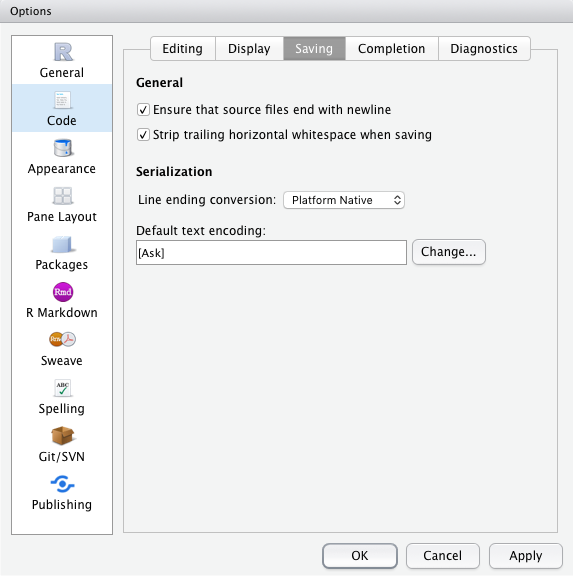 Options
General
Code
Appearance
Pane Layout
Packages
Rmd
R Markdown
Sweave
ABC
Spelling
Git/SVN
Publishing
Editing Display Saving Completion Diagnostics
General
Ensure that source files end with newline
Strip trailing horizontal whitespace when saving
Serialization
Line ending conversion: Platform Native
Default text encoding:
[Ask] Change...
OK Cancel Apply